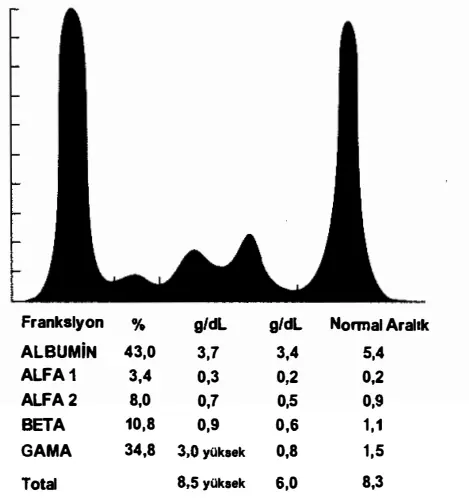 Franksiyon % g/dL g/dL Normal Aralık
ALBUMİN 43,0 3,7 3,4 5,4
ALFA 1 3,4 0,3 0,2 0,2
ALFA 2 8,0 0,7 0,5 0,9
BETA 10,8 0,9 0,6 1,1
GAMA 34,8 3,0 yüksek 0,8 1,5
Total 8,5 yüksek 6,0 8,3